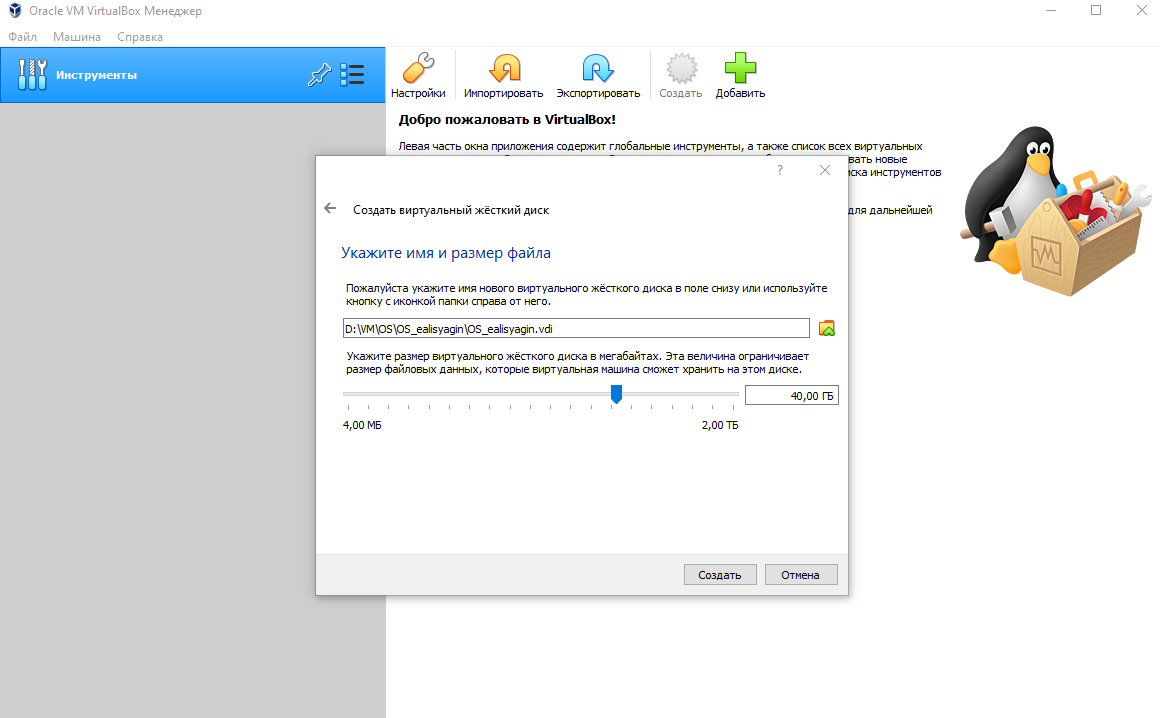 Oracle VM VirtualBox Менеджер
Файл Машина Справка
Инструменты
Настройки Импортировать Экспортировать Создать Добавить
Добро пожаловать в VirtualBox!
Левая часть окна приложения содержит глобальные инструменты, а также список всех виртуальных
вать новые
иска инструментов
для дальнейшей
?
Создать виртуальный жёсткий диск
Укажите имя и размер файла
Пожалуйста укажите имя нового виртуального жёсткого диска в поле снизу или используйте
кнопку с иконкой папки справа от него.
D:\VM\OS\OS_ealisyagin\OS_ealisyagin.vdi
Укажите размер виртуального жёсткого диска в мегабайтах. Эта величина ограничивает
размер файловых данных, которые виртуальная машина сможет хранить на этом диске.
40,00 ГБ
4,00 МБ 2,00 ТБ
Создать Отмена